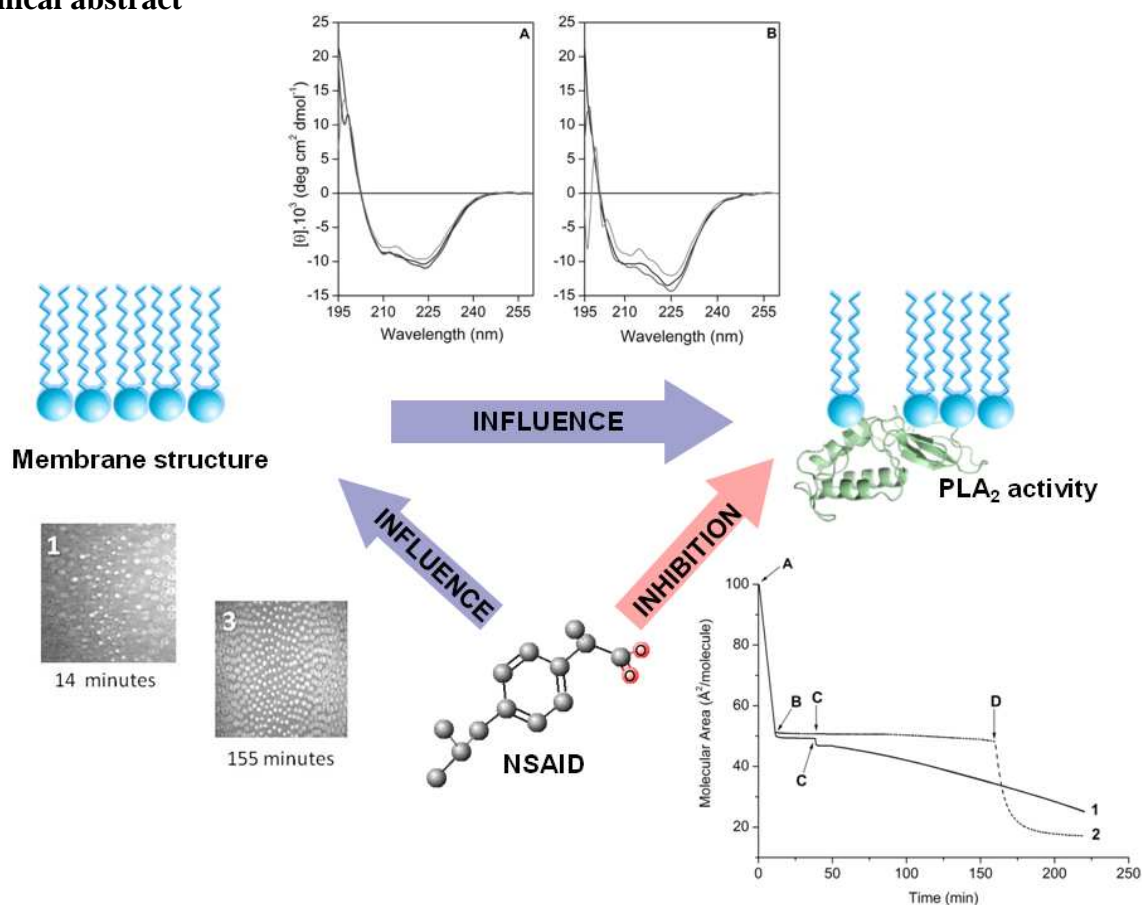 nical abstract
A
B
25
20
15
10
5
0
-5
-10
-15
[θ].10³ (deg cm² dmol⁻¹)
195 210 225 240 255
Wavelength (nm)
25
20
15
10
5
0
-5
-10
-15
195 210 225 240 255
Wavelength (nm)
INFLUENCE
Membrane structure
PLA₂ activity
INFLUENCE
INHIBITION
1
14 minutes
3
155 minutes
O
O
NSAID
A
B
C
D
C
1
2
100
80
60
40
20
Molecular Area (Å²/molecule)
0 50 100 150 200 250
Time (min)